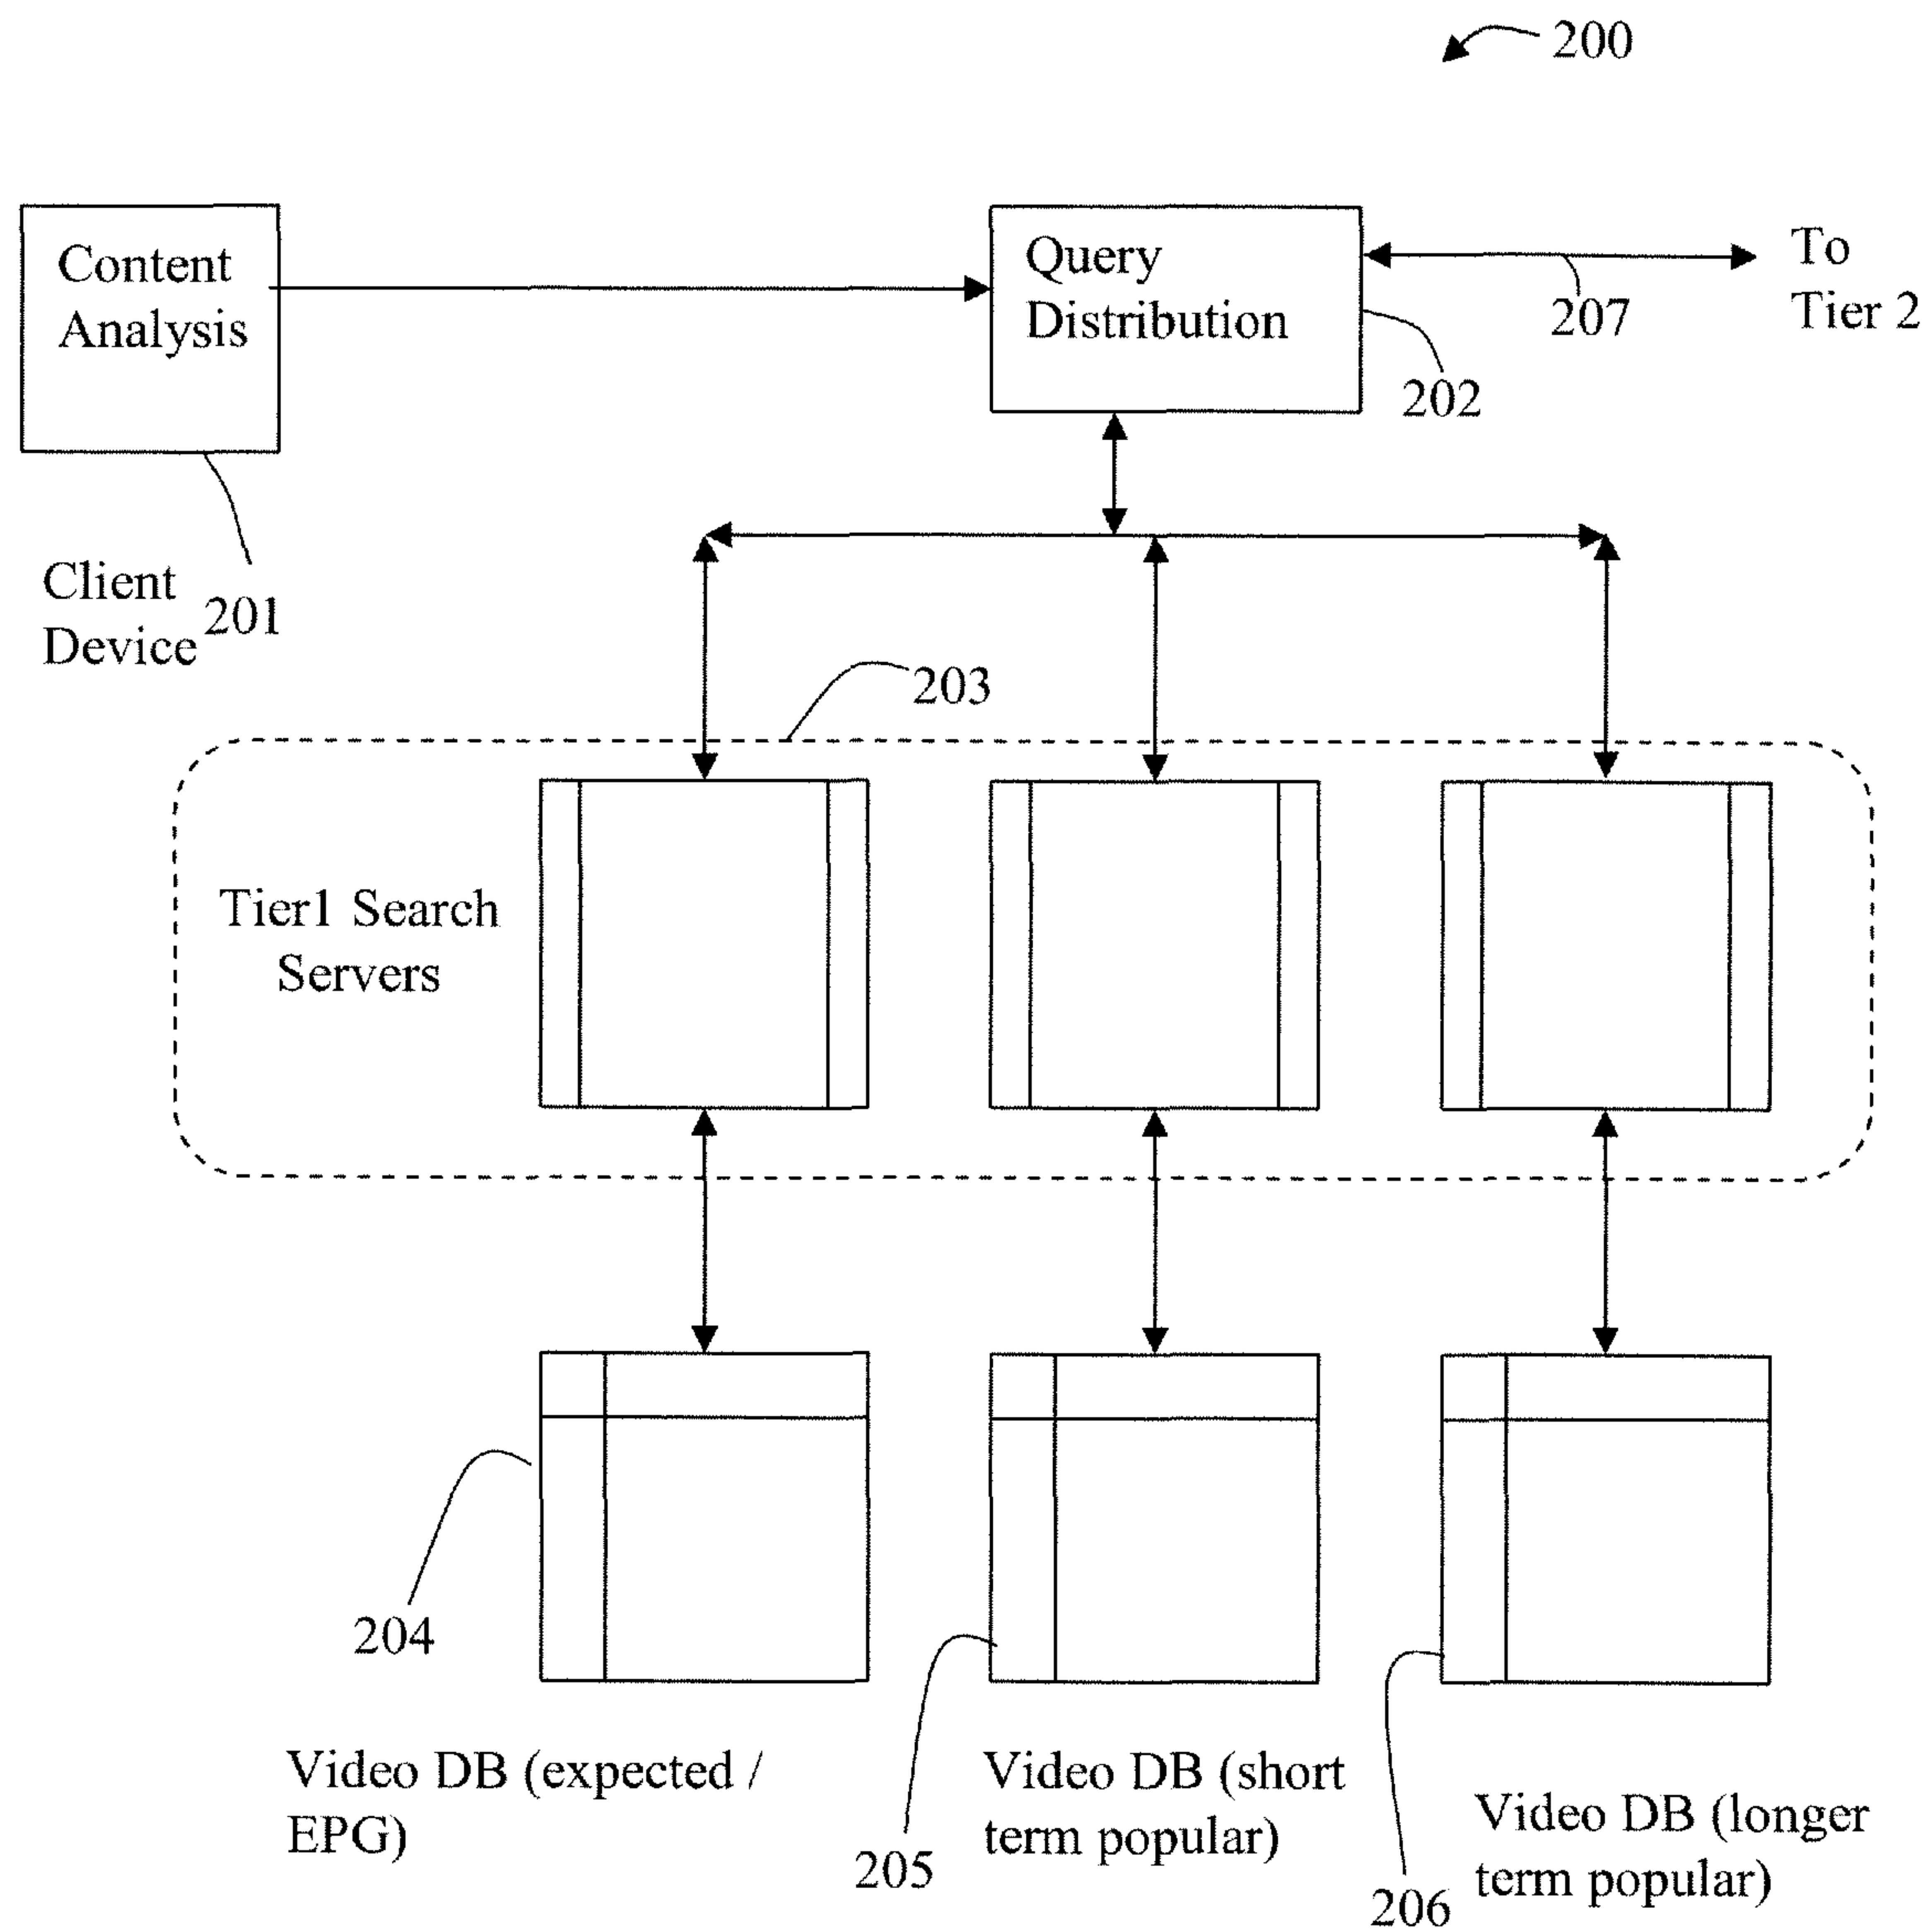 200
Content
Analysis
Query
Distribution
To
Tier 2
207
202
Client
Device
201
203
Tier1 Search
Servers
204
Video DB (expected /
EPG)
205
Video DB (short
term popular)
206
Video DB (longer
term popular)